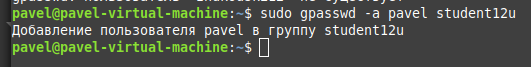 pavel@pavel-virtual-machine:~$ sudo gpasswd -a pavel student12u
Добавление пользователя pavel в группу student12u
pavel@pavel-virtual-machine:~$